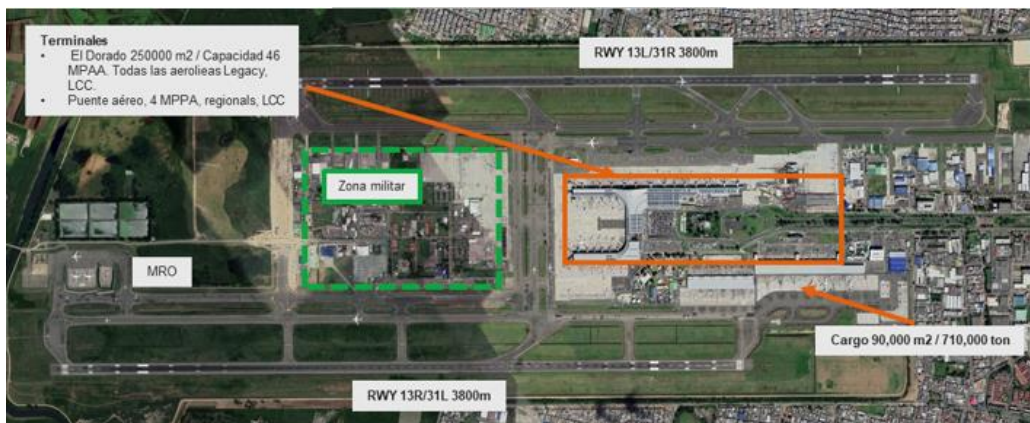 Terminales
• El Dorado 250000 m2 / Capacidad 46
MPAA. Todas las aerolieas Legacy,
LCC.
• Puente aéreo, 4 MPPA, regionals, LCC
RWY 13L/31R 3800m
Zona militar
MRO
Cargo 90,000 m2 / 710,000 ton
RWY 13R/31L 3800m